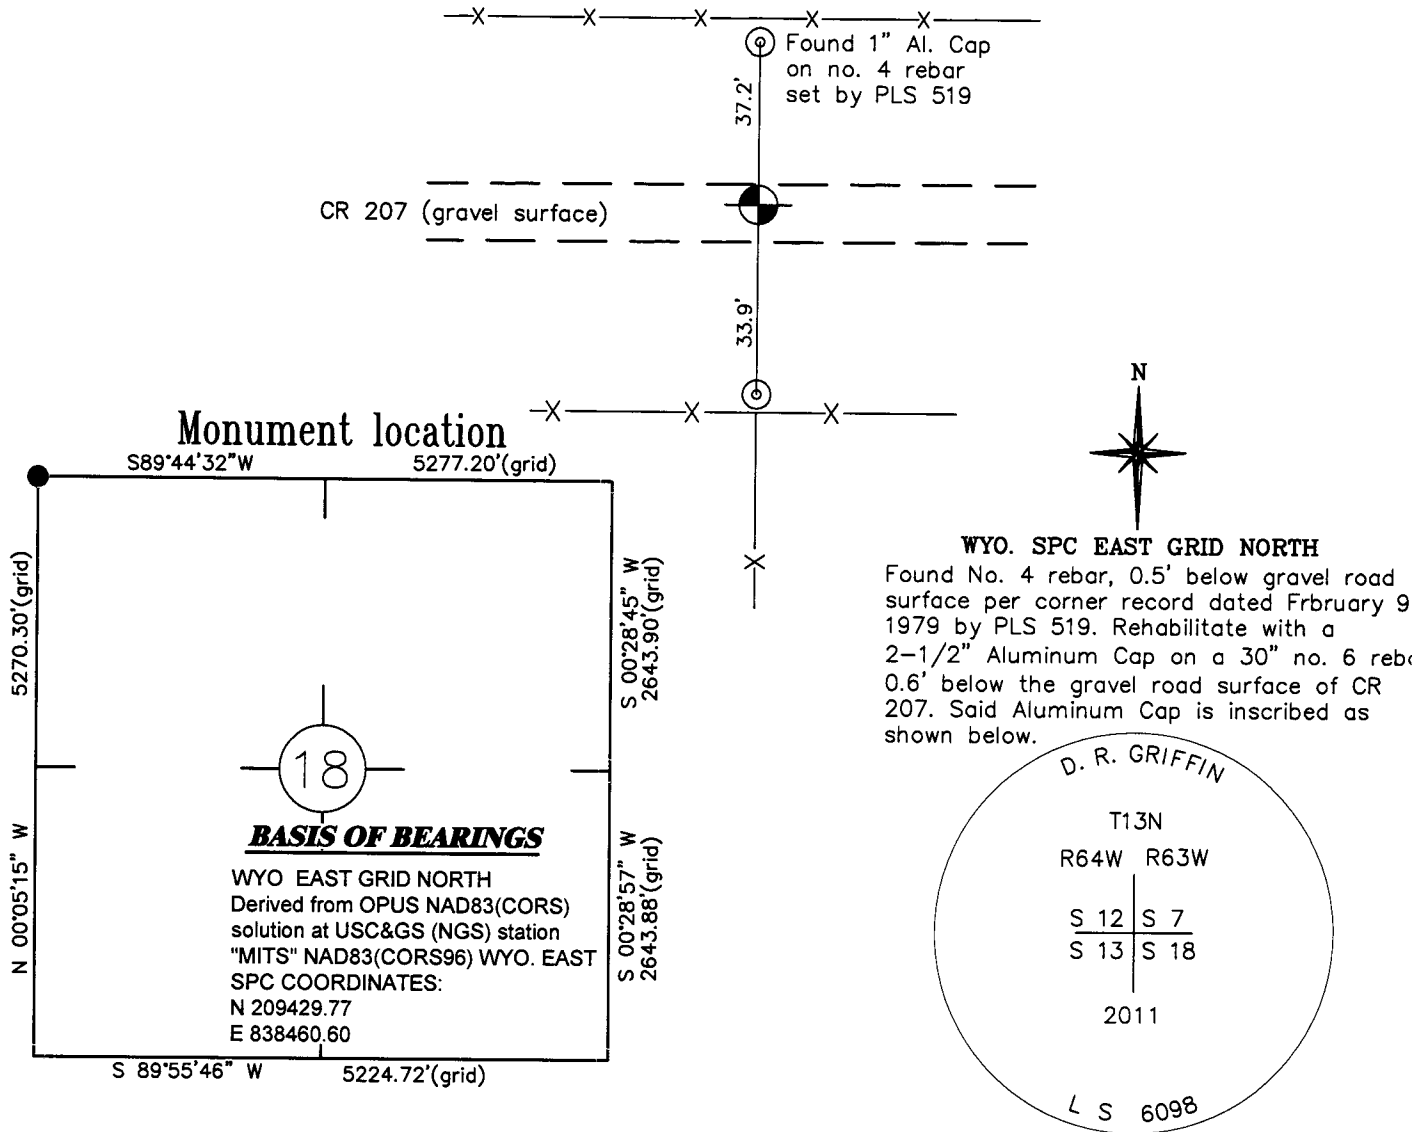 X X X X X
Found 1" Al. Cap
on no. 4 rebar
set by PLS 519
37.2'
CR 207 (gravel surface)
33.9'
X X X
X
Monument location
S89°44'32"W 5277.20'(grid)
5270.30'(grid)
N 00°05'15" W
S 00°28'45" W
2643.90'(grid)
S 00°28'57" W
2643.88'(grid)
18
BASIS OF BEARINGS
WYO EAST GRID NORTH
Derived from OPUS NAD83(CORS)
solution at USC&GS (NGS) station
"MITS" NAD83(CORS96) WYO. EAST
SPC COORDINATES:
N 209429.77
E 838460.60
S 89°55'46" W 5224.72'(grid)
N
WYO. SPC EAST GRID NORTH
Found No. 4 rebar, 0.5' below gravel road
surface per corner record dated Frbruary 9
1979 by PLS 519. Rehabilitate with a
2-1/2" Aluminum Cap on a 30" no. 6
0.6' below the gravel road surface of CR
207. Said Aluminum Cap is inscribed as
shown below.
D. R. GRIFFIN
T13N
R64W R63W
S 12 S 7
S 13 S 18
2011
L S 6098